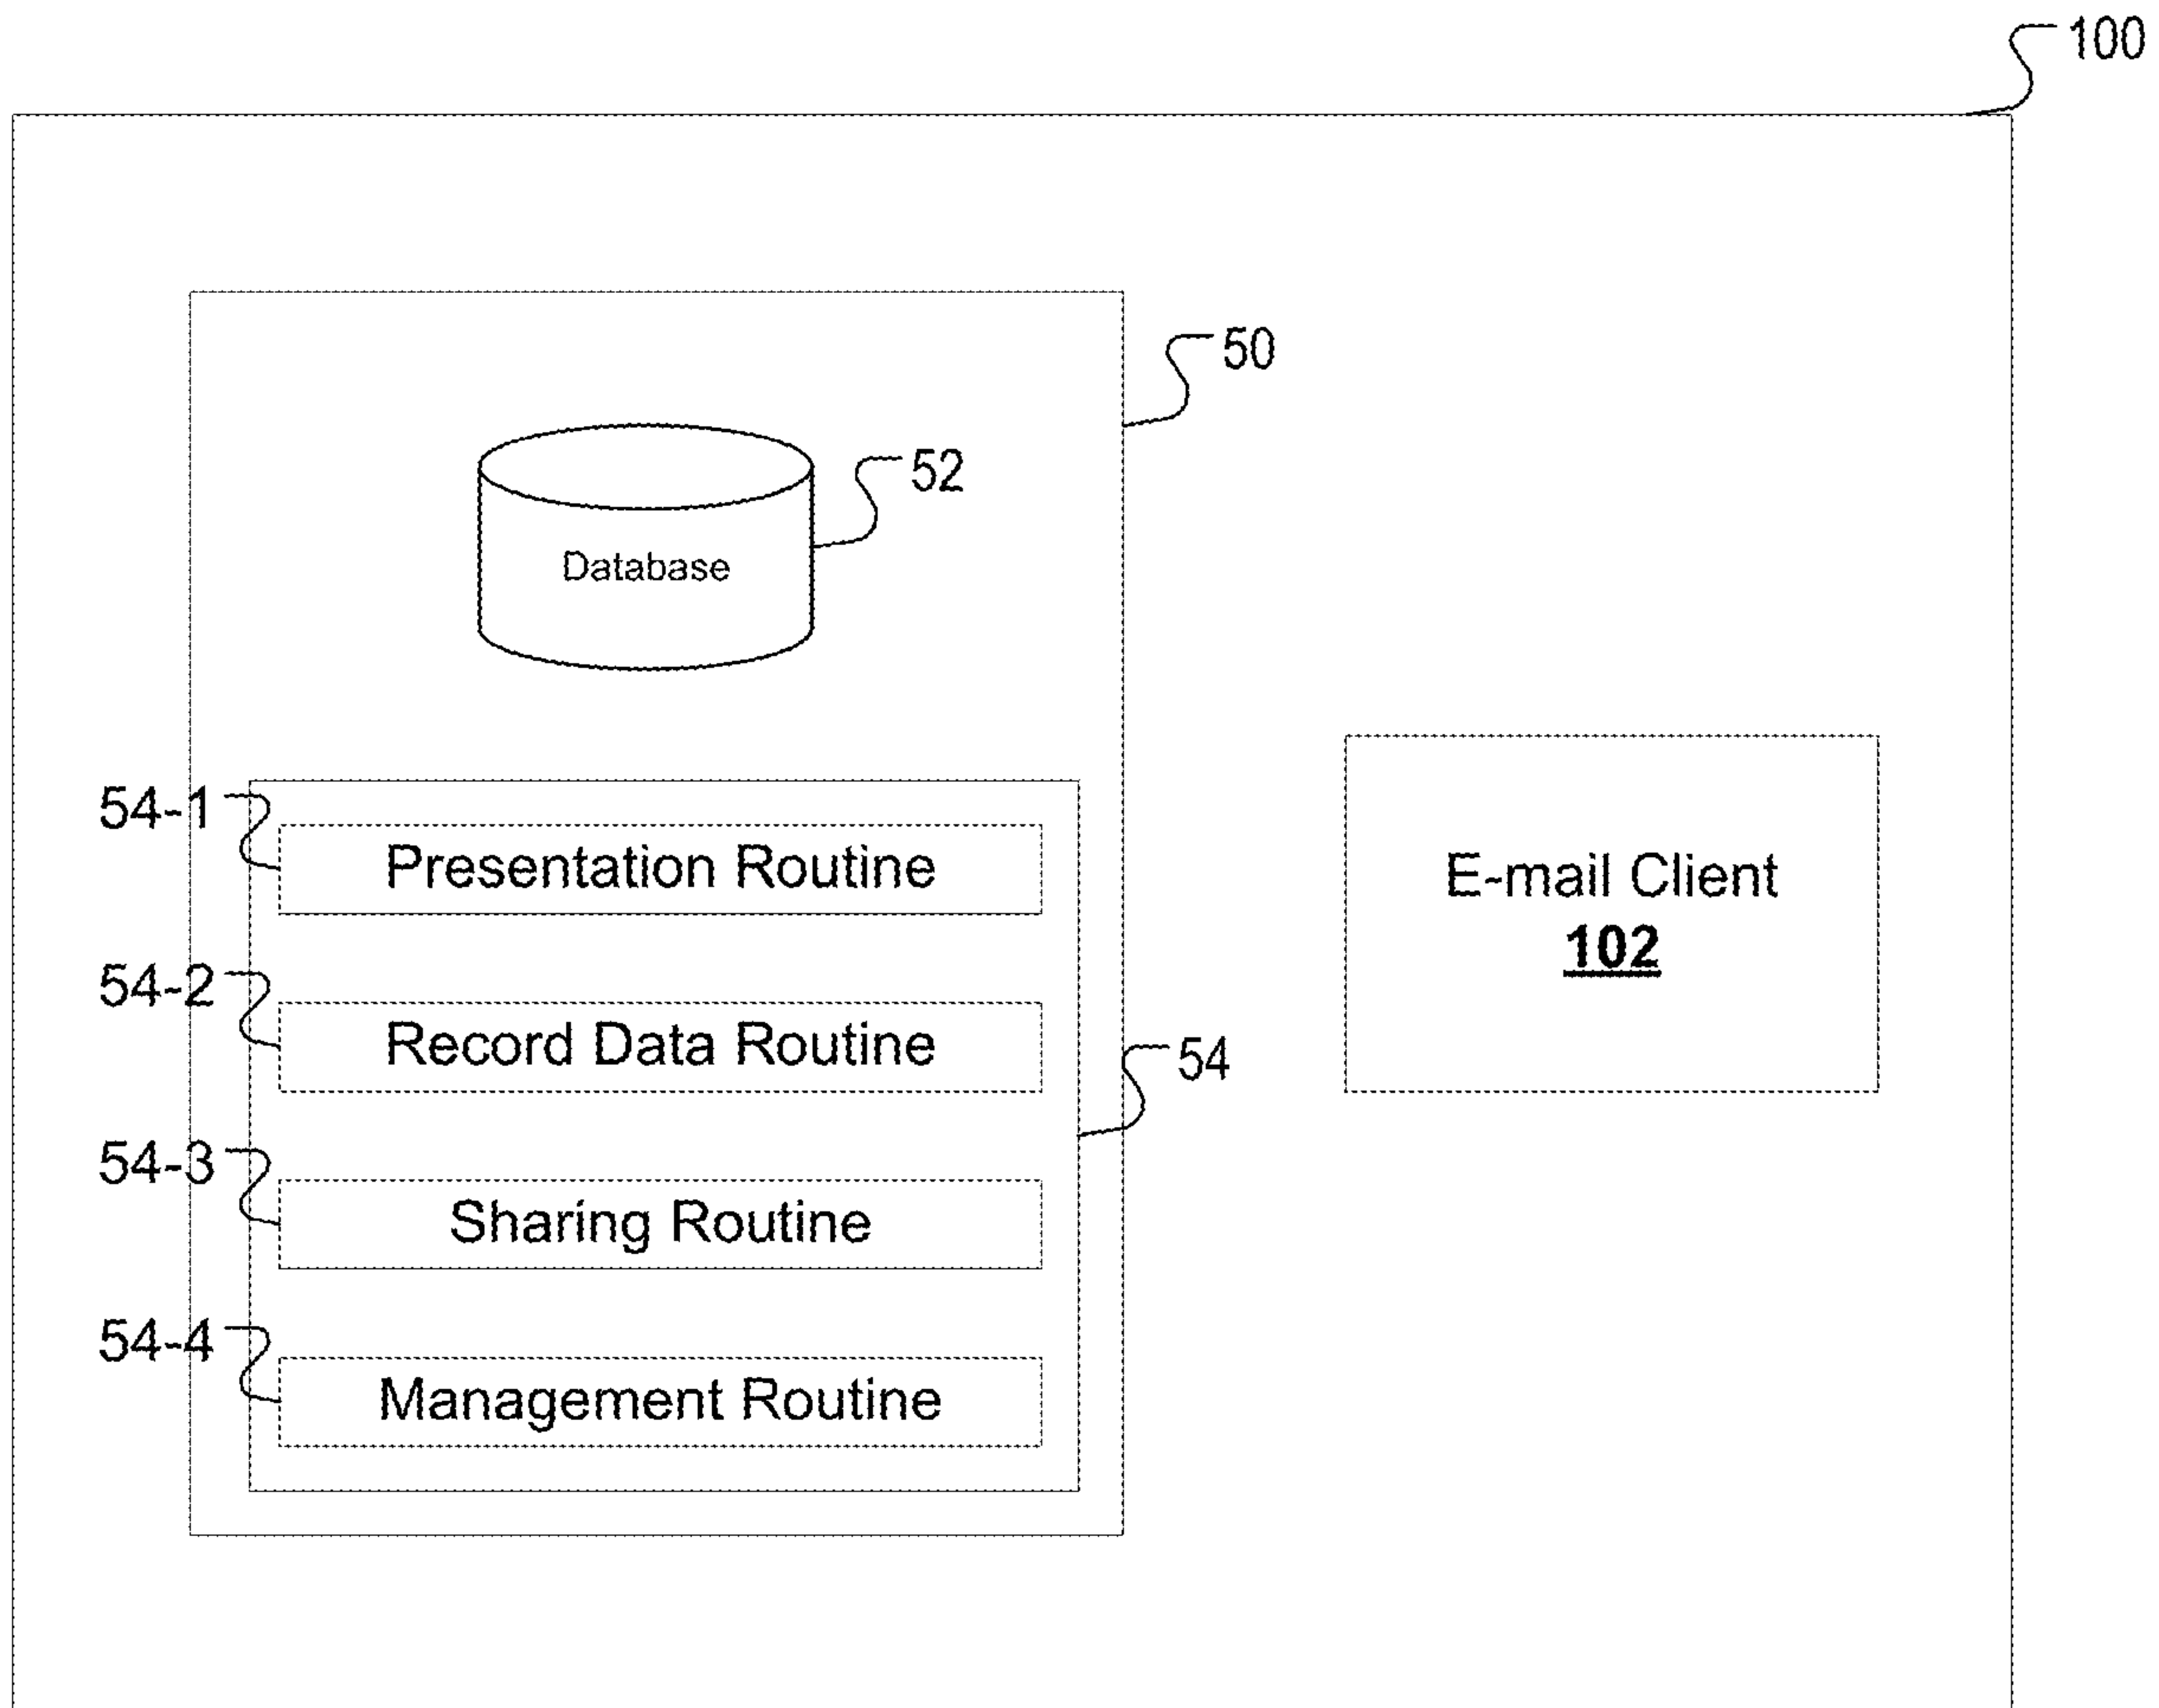 100
50
52
Database
54-1
Presentation Routine
E-mail Client
102
54-2
Record Data Routine
54
54-3
Sharing Routine
54-4
Management Routine